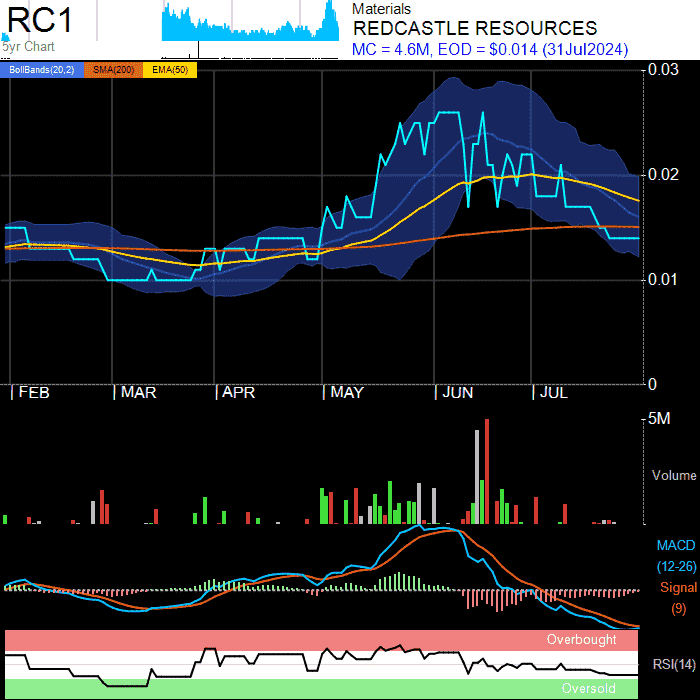 RC1
5yr Chart
Materials
REDCASTLE RESOURCES
MC = 4.6M, EOD = $0.014 (31Jul2024)
BollBands(20,2) SMA(200) EMA(50)
0.03
0.02
0.01
0
FEB MAR APR MAY JUN JUL
5M
Volume
MACD
(12-26)
Signal
(9)
Overbought
RSI(14)
Oversold